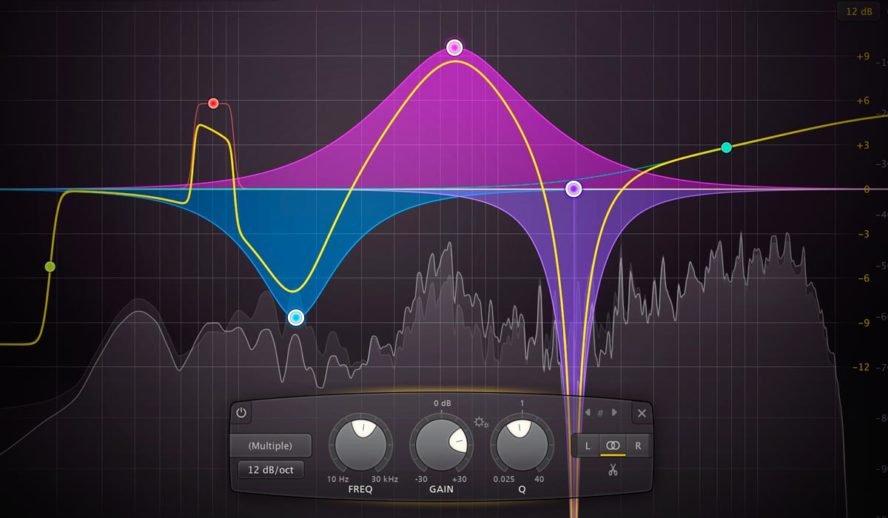 12 dB
+9
+6
+3
0
-3
-6
-9
-12
0 dB
1
#
(Multiple)
12 dB/oct
L
R
10 Hz
30 kHz
-30
+30
0.025
40
FREQ
GAIN
Q